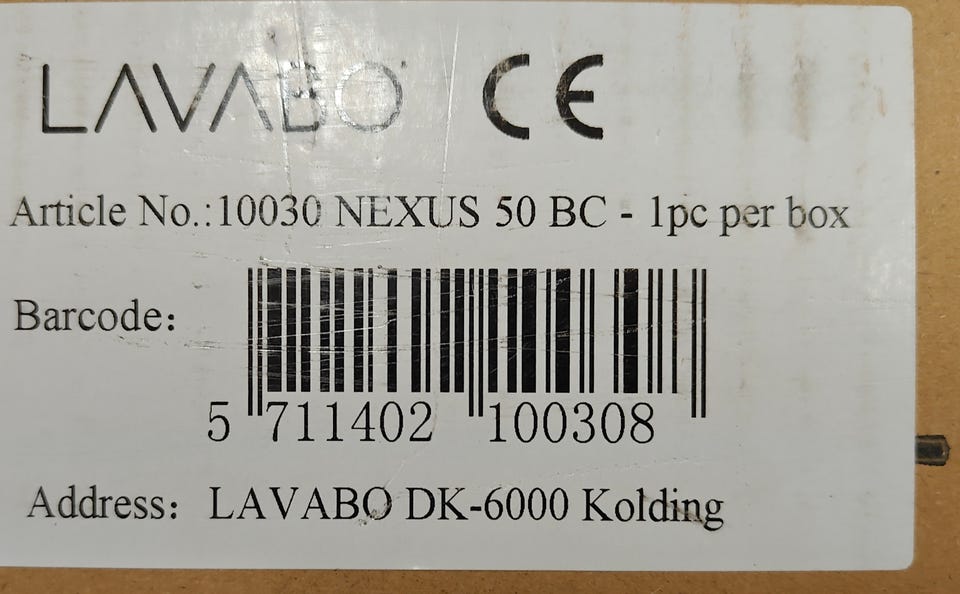 LAVABO CE
Article No.:10030 NEXUS 50 BC - 1pc per box
Barcode:
5 711402 100308
Address: LAVABO DK-6000 Kolding